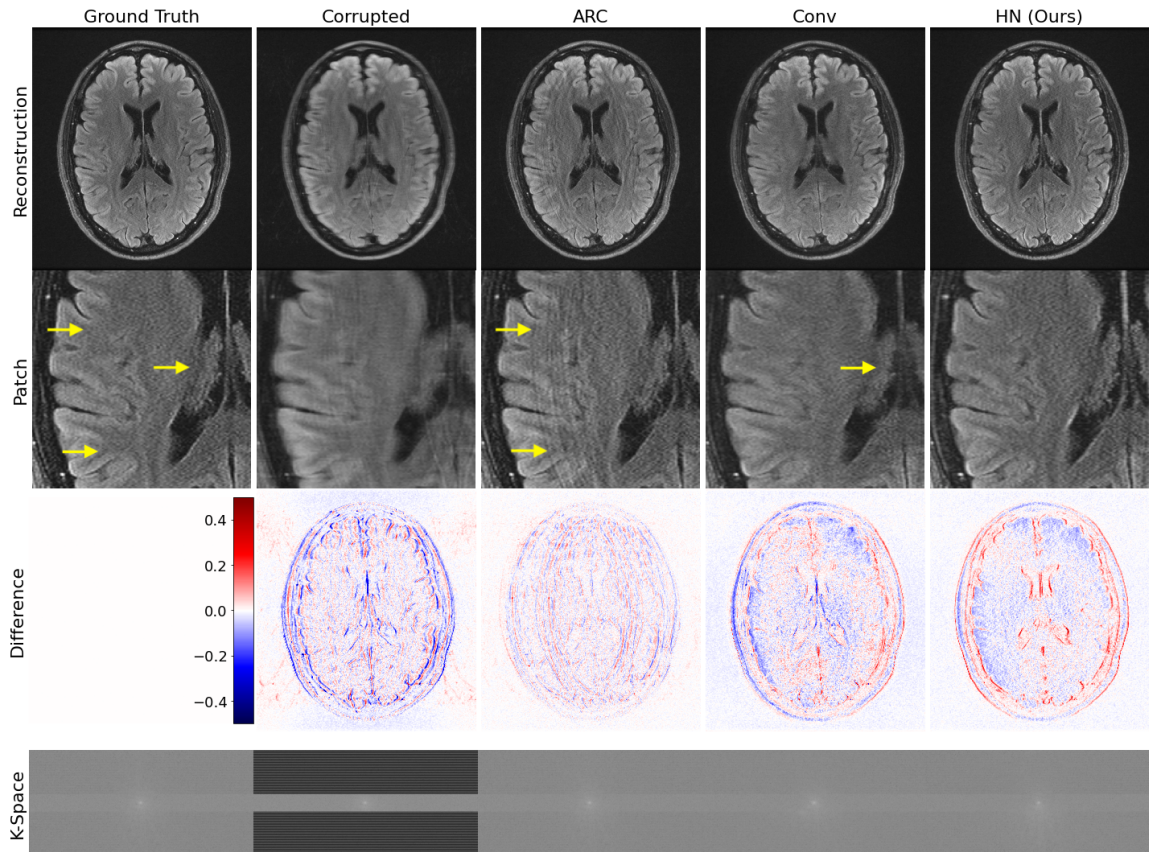 Ground Truth
Corrupted
ARC
Conv
HN (Ours)
Reconstruction
Patch
Difference
0.4
0.2
0.0
−0.2
−0.4
K-Space